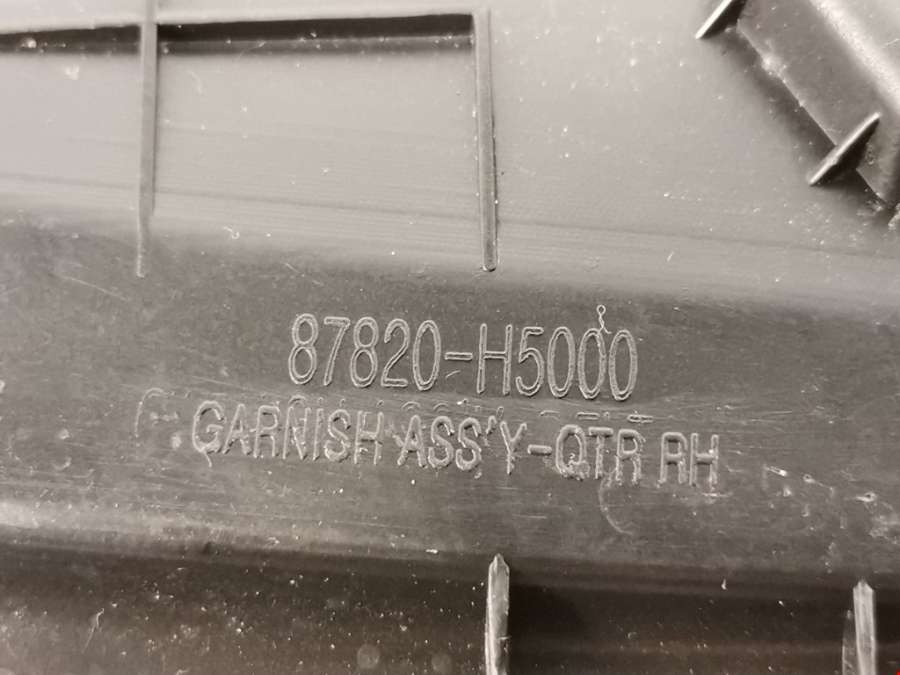 87820-H5000
GARNISH ASS'Y-QTR RH